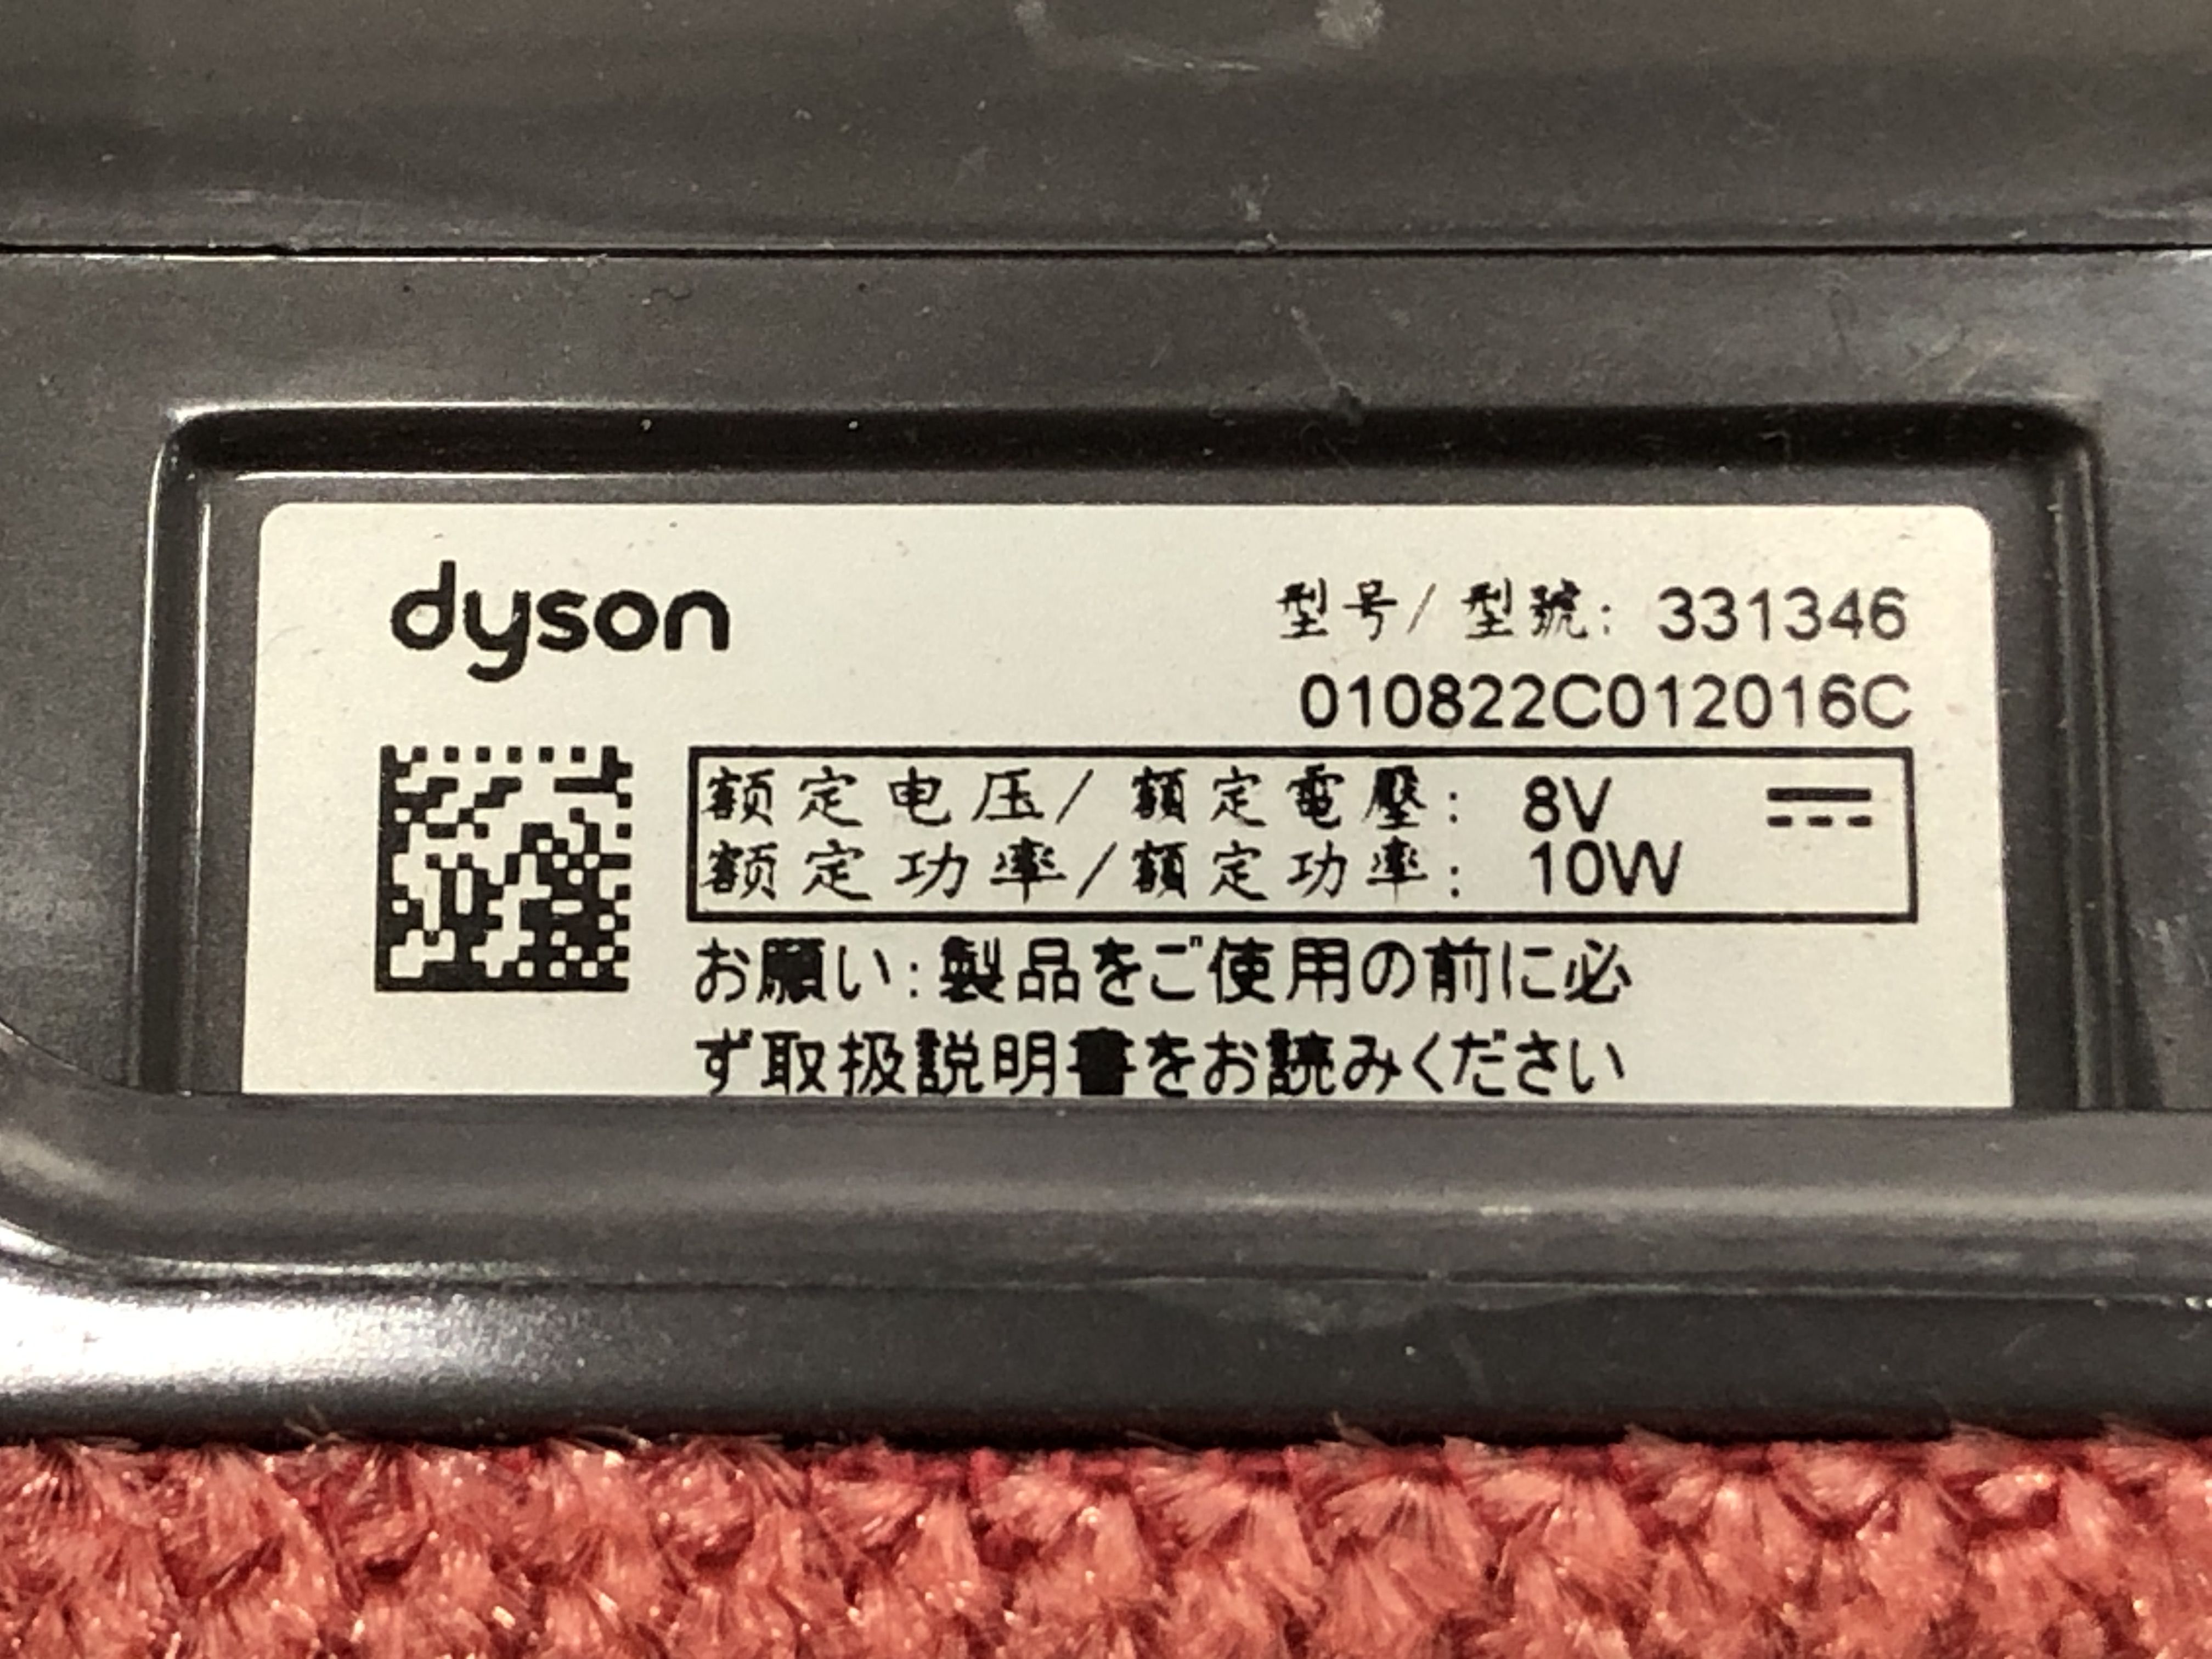 dyson
型号/ 型號: 331346
010822C012016C
额定电压/ 額定電壓: 8V
额定功率/額定功率: 10W
お願い:製品をご使用の前に必
ず取扱説明書をお読みください